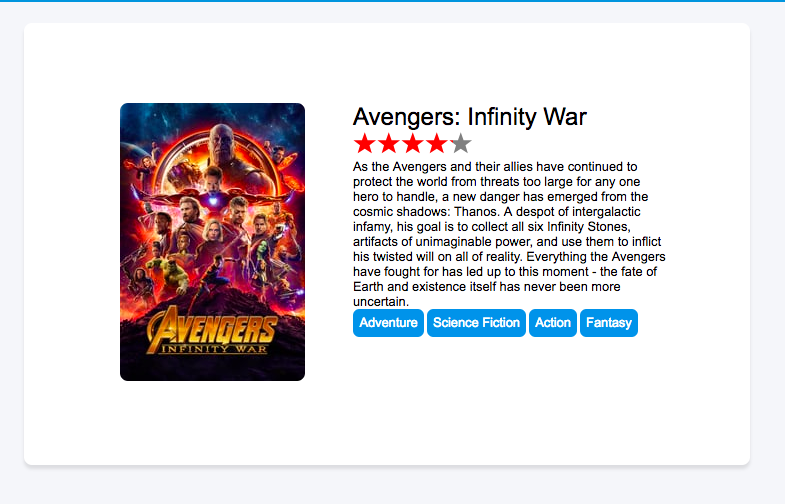 Avengers: Infinity War
As the Avengers and their allies have continued to
protect the world from threats too large for any one
hero to handle, a new danger has emerged from the
cosmic shadows: Thanos. A despot of intergalactic
infamy, his goal is to collect all six Infinity Stones,
artifacts of unimaginable power, and use them to inflict
his twisted will on all of reality. Everything the Avengers
have fought for has led up to this moment - the fate of
Earth and existence itself has never been more
uncertain.
Adventure Science Fiction Action Fantasy
AVENGERS
INFINITY WAR